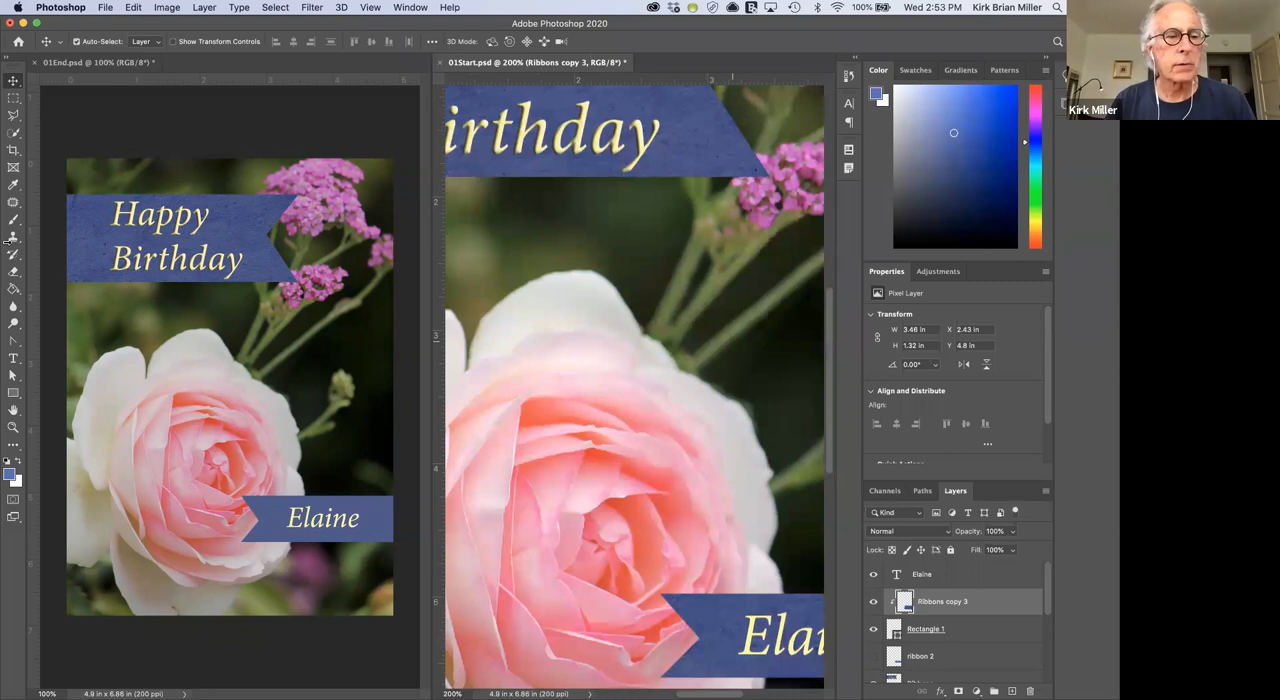 Photoshop File Edit Image Layer Type Select Filter 3D View Window Help 100% Wed 2:53 PM Kirk Brian Miller
Adobe Photoshop 2020
Auto-Select: Layer Show Transform Controls 3D Mode:
01End.psd @ 100% (RGB/8*) * 01Start.psd @ 200% (Ribbons copy 3, RGB/8*) *
Kirk Miller
Color Swatches Gradients Patterns
Happy
Birthday
Elaine
irthday
Elai
Properties Adjustments
Pixel Layer
Transform
W 3.46 in X 2.43 in
H 1.32 in Y 4.8 in
0.00°
Align and Distribute
Align:
Channels Paths Layers
Kind
Normal Opacity: 100%
Lock: Fill: 100%
Elaine
Ribbons copy 3
Rectangle 1
ribbon 2
100% 4.9 in x 6.86 in (200 ppi) 200% 4.9 in x 6.86 in (200 ppi)